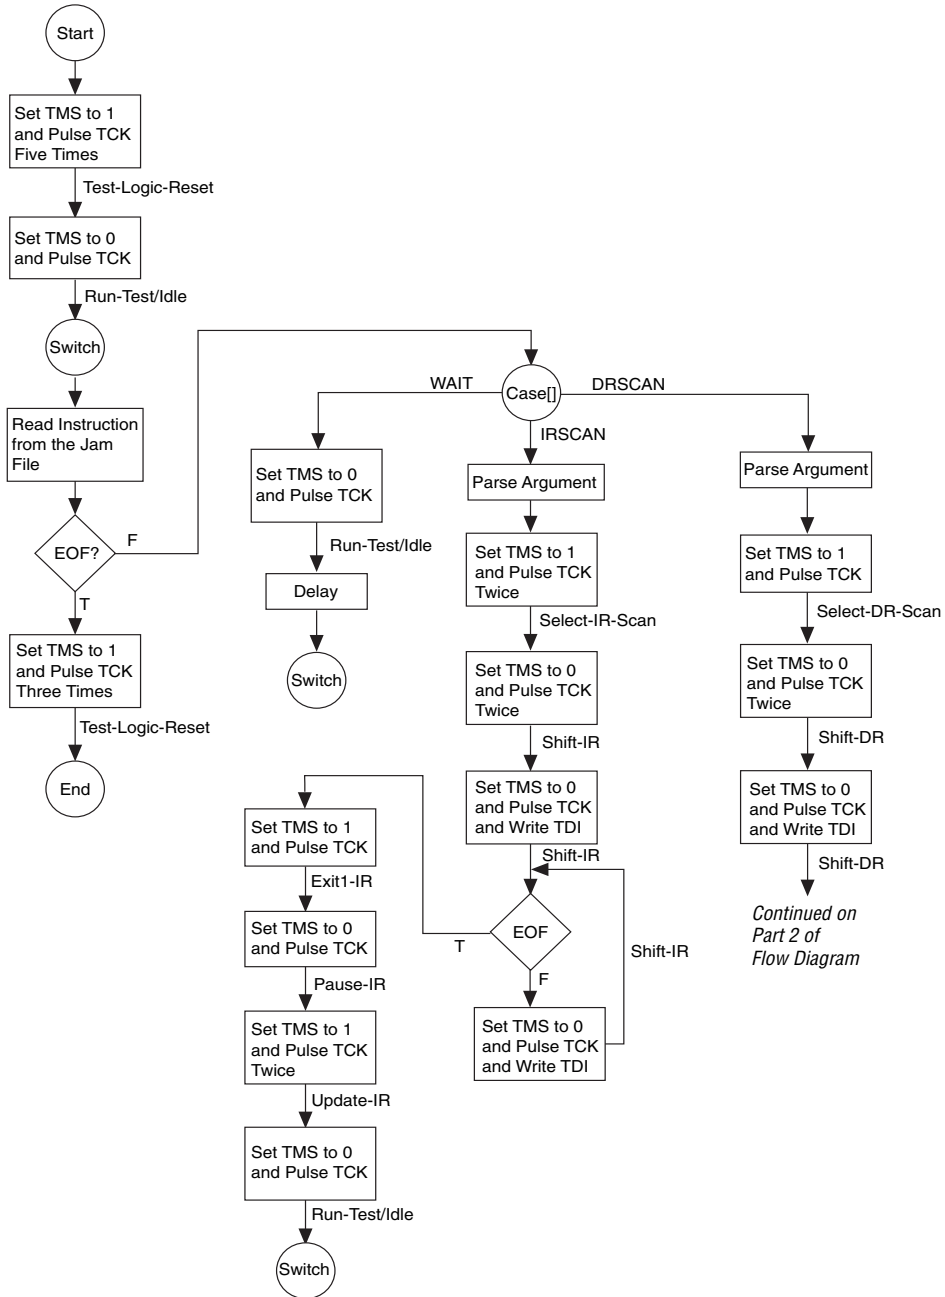 Start
Set TMS to 1
and Pulse TCK
Five Times
Test-Logic-Reset
Set TMS to 0
and Pulse TCK
Run-Test/Idle
Switch
Read Instruction
from the Jam
File
EOF?
F
T
Set TMS to 1
and Pulse TCK
Three Times
Test-Logic-Reset
End
Case[]
WAIT
DRSCAN
IRSCAN
Set TMS to 0
and Pulse TCK
Run-Test/Idle
Delay
Switch
Parse Argument
Set TMS to 1
and Pulse TCK
Twice
Select-IR-Scan
Set TMS to 0
and Pulse TCK
Twice
Shift-IR
Set TMS to 0
and Pulse TCK
and Write TDI
Shift-IR
EOF
T
F
Shift-IR
Set TMS to 0
and Pulse TCK
and Write TDI
Set TMS to 1
and Pulse TCK
Exit1-IR
Set TMS to 0
and Pulse TCK
Pause-IR
Set TMS to 1
and Pulse TCK
Twice
Update-IR
Set TMS to 0
and Pulse TCK
Run-Test/Idle
Switch
Parse Argument
Set TMS to 1
and Pulse TCK
Select-DR-Scan
Set TMS to 0
and Pulse TCK
Twice
Shift-DR
Set TMS to 0
and Pulse TCK
and Write TDI
Shift-DR
Continued on
Part 2 of
Flow Diagram